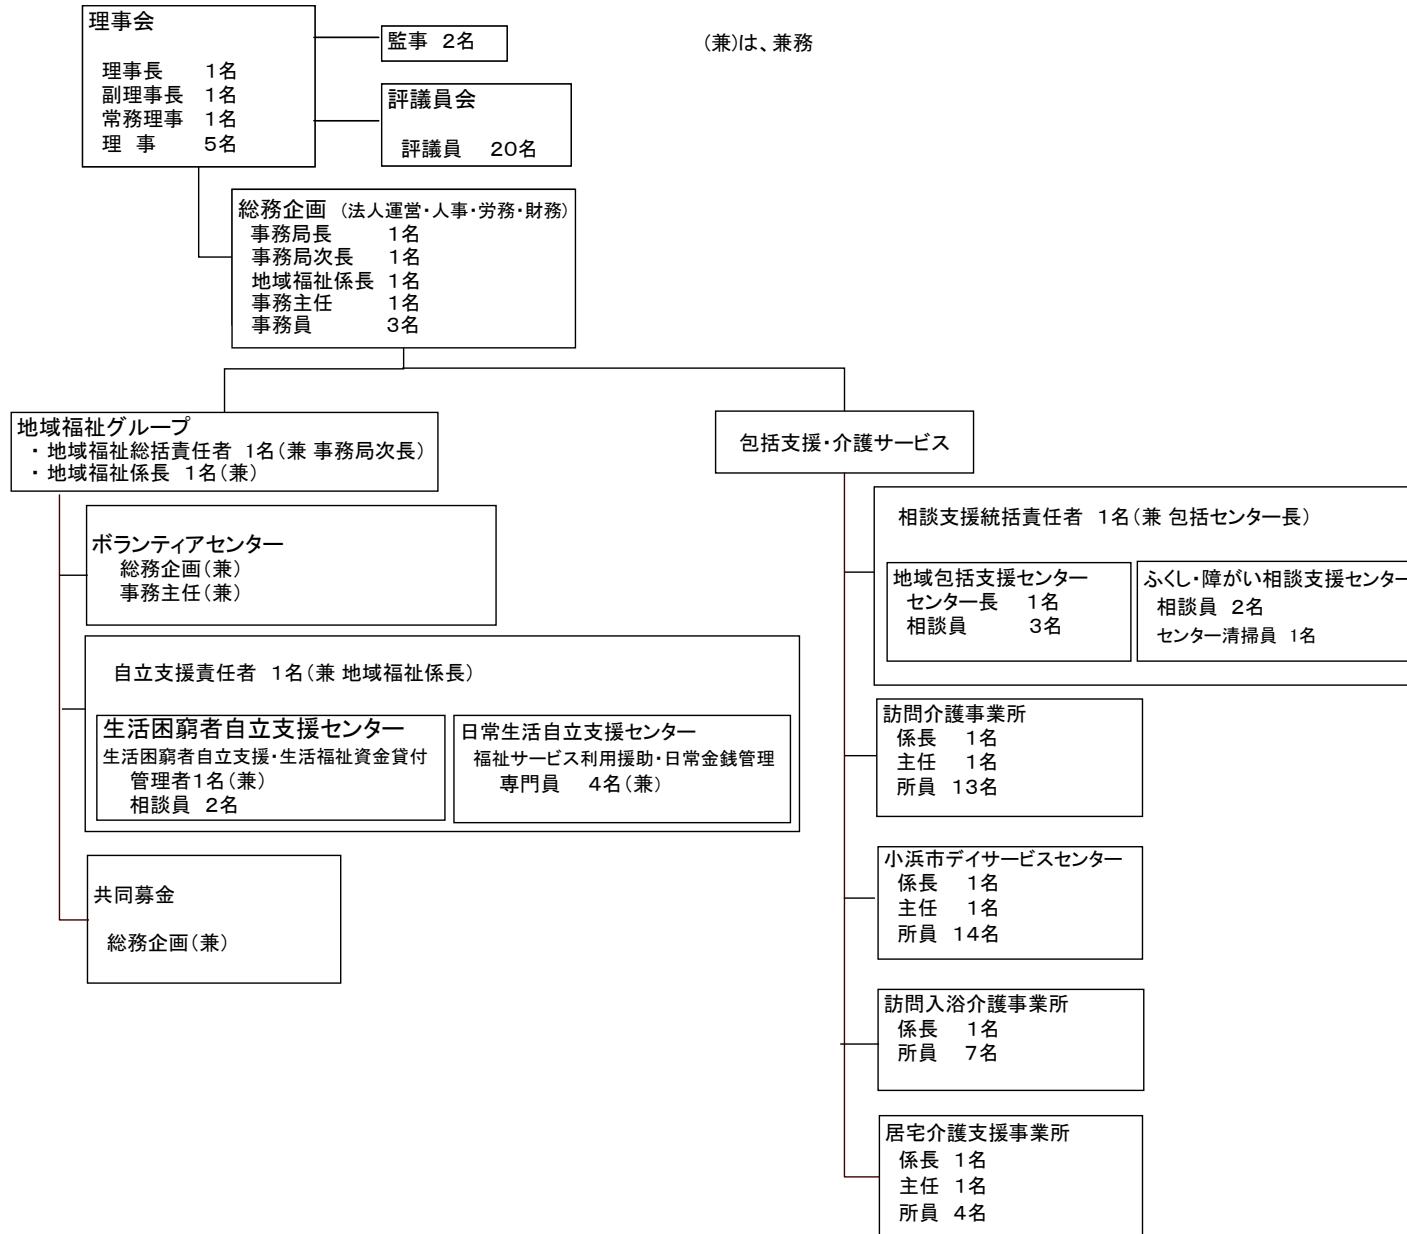 理事会
理事長 1名
副理事長 1名
常務理事 1名
理 事 5名
監事 2名
(兼)は、兼務
評議員会
評議員 20名
総務企画 (法人運営・人事・労務・財務)
事務局長 1名
事務局次長 1名
地域福祉係長 1名
事務主任 1名
事務員 3名
地域福祉グループ
・ 地域福祉総括責任者 1名(兼 事務局次長)
・ 地域福祉係長 1名(兼)
ボランティアセンター
総務企画(兼)
事務主任(兼)
自立支援責任者 1名(兼 地域福祉係長)
生活困窮者自立支援センター
生活困窮者自立支援・生活福祉資金貸付
管理者1名(兼)
相談員 2名
日常生活自立支援センター
福祉サービス利用援助・日常金銭管理
専門員 4名(兼)
共同募金
総務企画(兼)
包括支援・介護サービス
相談支援統括責任者 1名(兼 包括センター長)
地域包括支援センター
センター長 1名
相談員 3名
ふくし・障がい相談支援センター
相談員 2名
センター清掃員 1名
訪問介護事業所
係長 1名
主任 1名
所員 13名
小浜市デイサービスセンター
係長 1名
主任 1名
所員 14名
訪問入浴介護事業所
係長 1名
所員 7名
居宅介護支援事業所
係長 1名
主任 1名
所員 4名